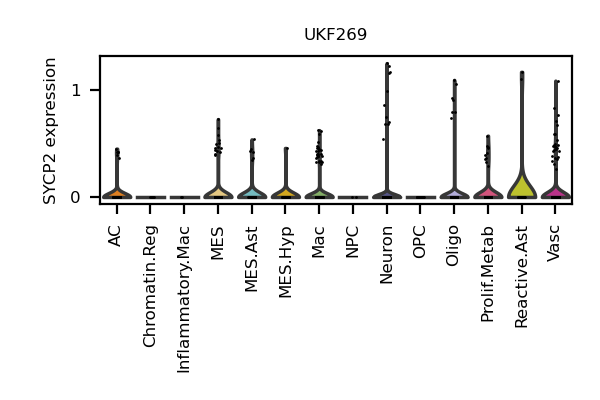 UKF269
SYCP2 expression
1
0
AC
Chromatin.Reg
Inflammatory.Mac
MES
MES.Ast
MES.Hyp
Mac
NPC
Neuron
OPC
Oligo
Prolif.Metab
Reactive.Ast
Vasc